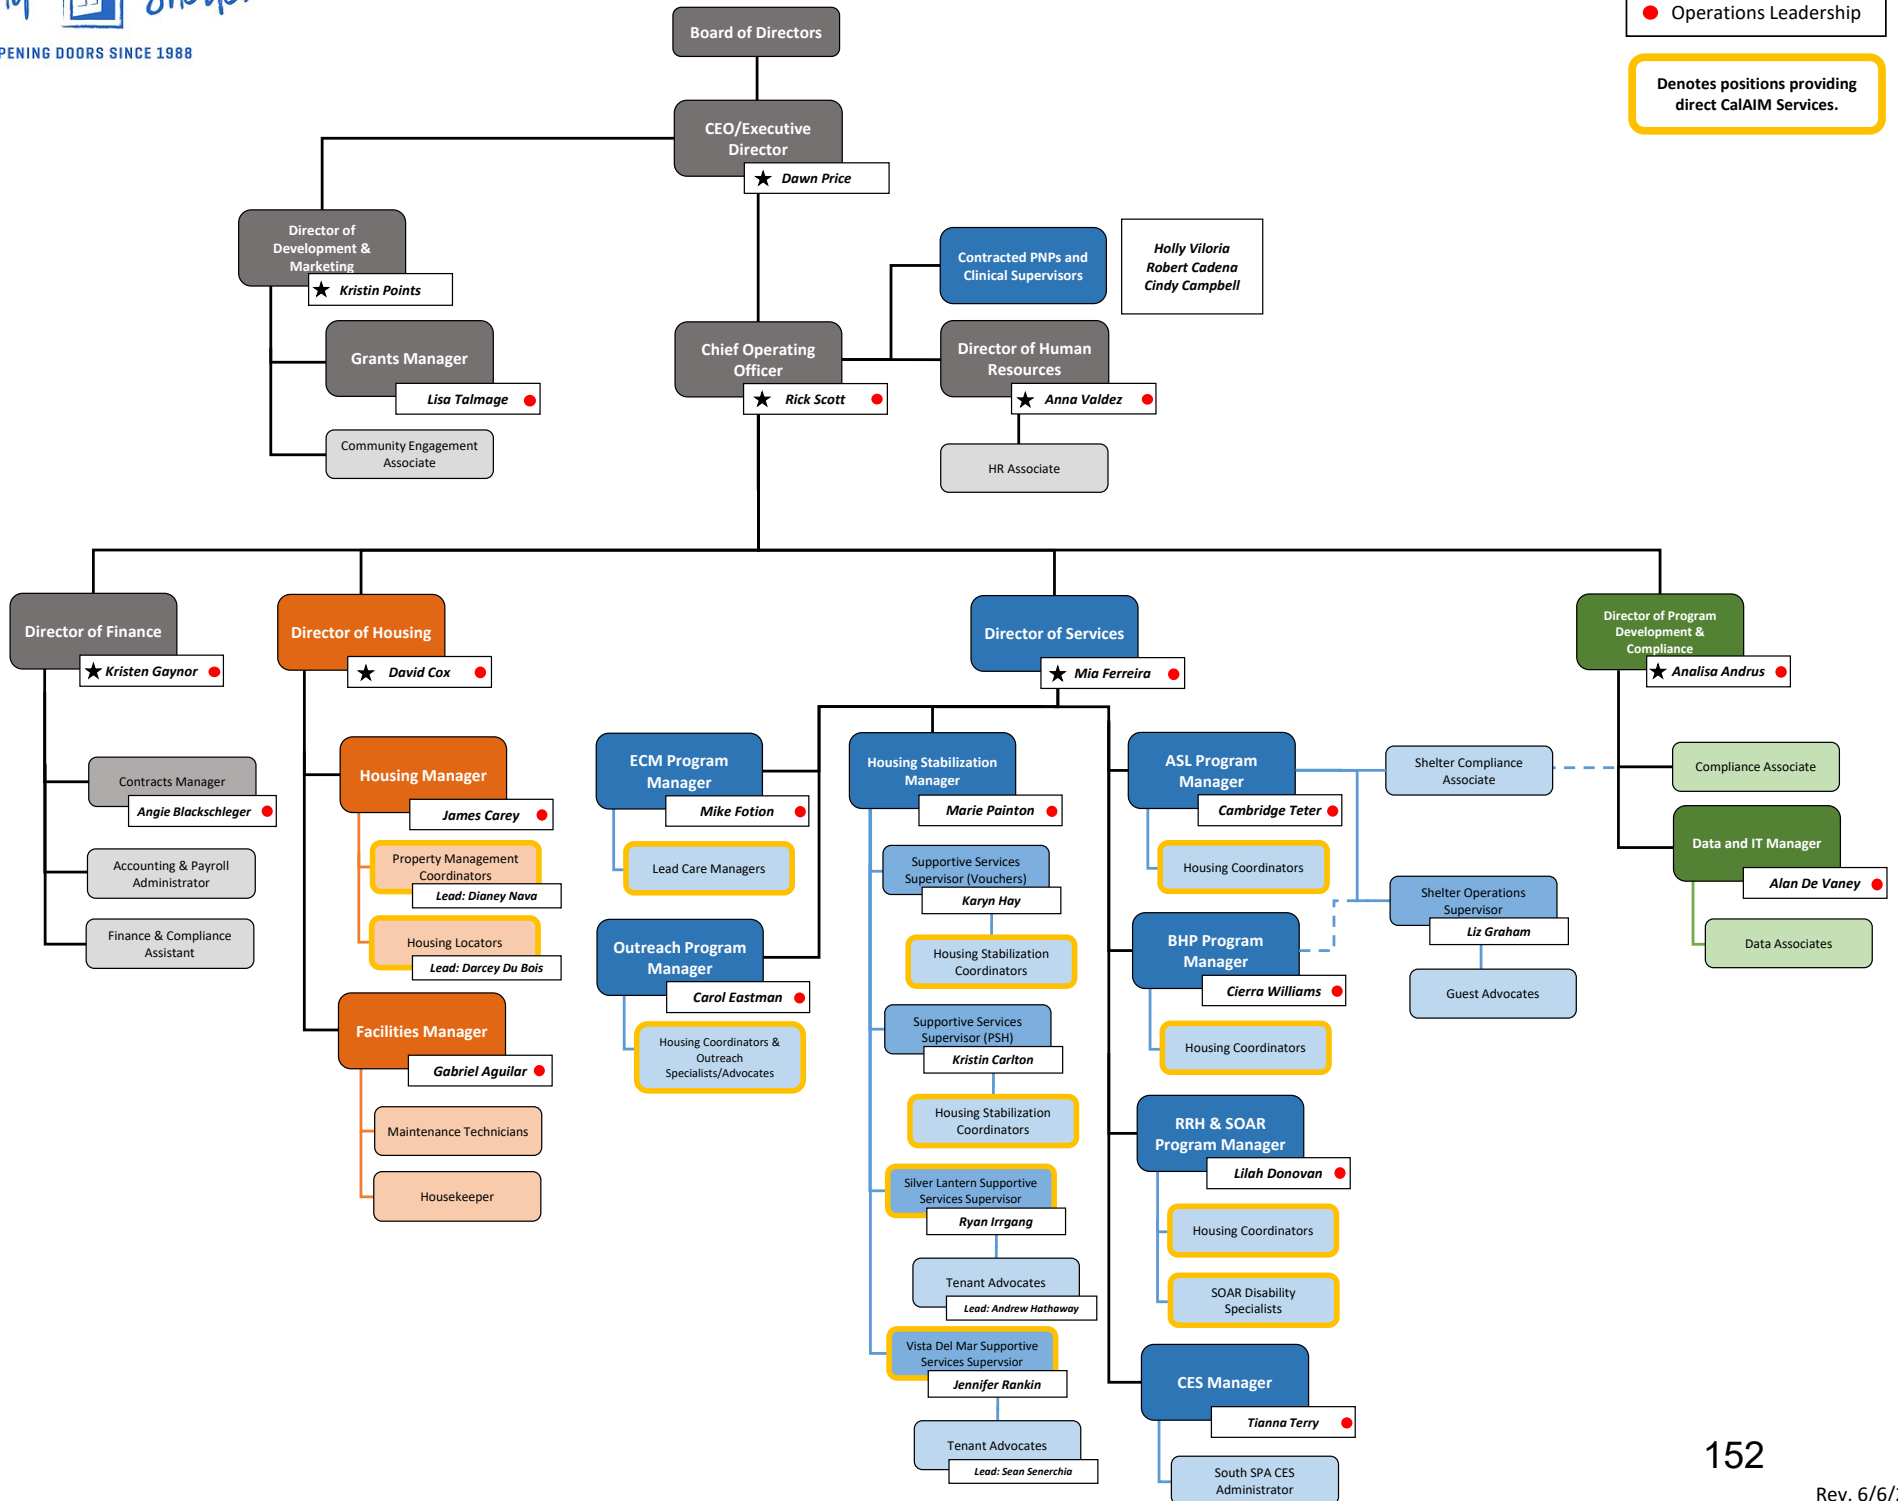 OPENING DOORS SINCE 1988
Operations Leadership
Denotes positions providing
direct CalAIM Services.
Board of Directors
CEO/Executive
Director
Dawn Price
Director of
Development &
Marketing
Kristin Points
Grants Manager
Lisa Talmage
Community Engagement
Associate
Contracted PNPs and
Clinical Supervisors
Holly Viloria
Robert Cadena
Cindy Campbell
Chief Operating
Officer
Rick Scott
Director of Human
Resources
Anna Valdez
HR Associate
Director of Finance
Kristen Gaynor
Contracts Manager
Angie Blackschleger
Accounting & Payroll
Administrator
Finance & Compliance
Assistant
Director of Housing
David Cox
Housing Manager
James Carey
Property Management
Coordinators
Lead: Dianey Nava
Housing Locators
Lead: Darcey Du Bois
Facilities Manager
Gabriel Aguilar
Maintenance Technicians
Housekeeper
Director of Services
Mia Ferreira
ECM Program
Manager
Mike Fotion
Lead Care Managers
Outreach Program
Manager
Carol Eastman
Housing Coordinators &
Outreach
Specialists/Advocates
Housing Stabilization
Manager
Marie Painton
Supportive Services
Supervisor (Vouchers)
Karyn Hay
Housing Stabilization
Coordinators
Supportive Services
Supervisor (PSH)
Kristin Carlton
Housing Stabilization
Coordinators
Silver Lantern Supportive
Services Supervisor
Ryan Irrgang
Tenant Advocates
Lead: Andrew Hathaway
Vista Del Mar Supportive
Services Supervsior
Jennifer Rankin
Tenant Advocates
Lead: Sean Senerchia
ASL Program
Manager
Cambridge Teter
Housing Coordinators
BHP Program
Manager
Cierra Williams
Housing Coordinators
RRH & SOAR
Program Manager
Lilah Donovan
Housing Coordinators
SOAR Disability
Specialists
CES Manager
Tianna Terry
South SPA CES
Administrator
Shelter Compliance
Associate
Shelter Operations
Supervisor
Liz Graham
Guest Advocates
Director of Program
Development &
Compliance
Analisa Andrus
Compliance Associate
Data and IT Manager
Alan De Vaney
Data Associates
152
Rev. 6/6/